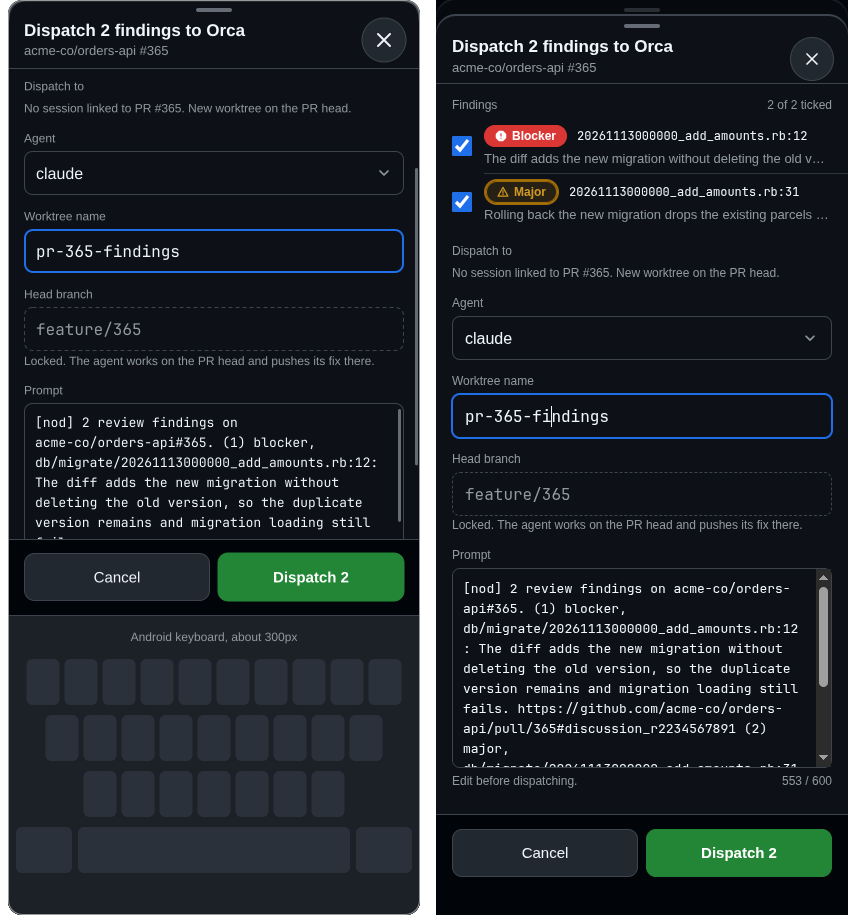 Dispatch 2 findings to Orca
acme-co/orders-api #365
Dispatch to
No session linked to PR #365. New worktree on the PR head.
Agent
claude
Worktree name
pr-365-findings
Head branch
feature/365
Locked. The agent works on the PR head and pushes its fix there.
Prompt
[nod] 2 review findings on
acme-co/orders-api#365. (1) blocker,
db/migrate/20261113000000_add_amounts.rb:12:
The diff adds the new migration without
deleting the old version, so the duplicate
version remains and migration loading still
Cancel
Dispatch 2
Android keyboard, about 300px
Dispatch 2 findings to Orca
acme-co/orders-api #365
Findings
2 of 2 ticked
Blocker
20261113000000_add_amounts.rb:12
The diff adds the new migration without deleting the old v…
Major
20261113000000_add_amounts.rb:31
Rolling back the new migration drops the existing parcels …
Dispatch to
No session linked to PR #365. New worktree on the PR head.
Agent
claude
Worktree name
pr-365-findings
Head branch
feature/365
Locked. The agent works on the PR head and pushes its fix there.
Prompt
[nod] 2 review findings on acme-co/orders-
api#365. (1) blocker,
db/migrate/20261113000000_add_amounts.rb:12
: The diff adds the new migration without
deleting the old version, so the duplicate
version remains and migration loading still
fails. https://github.com/acme-co/orders-
api/pull/365#discussion_r2234567891 (2)
major,
db/migrate/20261113000000_add_amounts.rb:31
Edit before dispatching.
553 / 600
Cancel
Dispatch 2